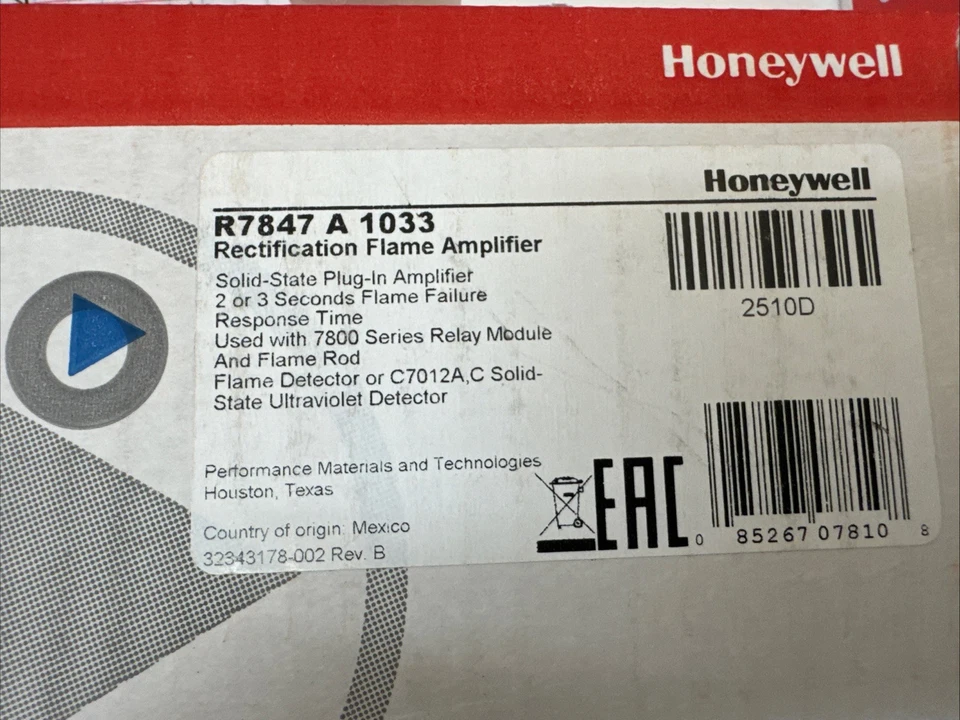 Honeywell
Honeywell
R7847 A 1033
Rectification Flame Amplifier
Solid-State Plug-In Amplifier
2 or 3 Seconds Flame Failure
Response Time
Used with 7800 Series Relay Module
And Flame Rod
Flame Detector or C7012A,C Solid-
State Ultraviolet Detector
2510D
Performance Materials and Technologies
Houston, Texas
Country of origin: Mexico
32343178-002 Rev. B
EAC
0 85267 07810 8